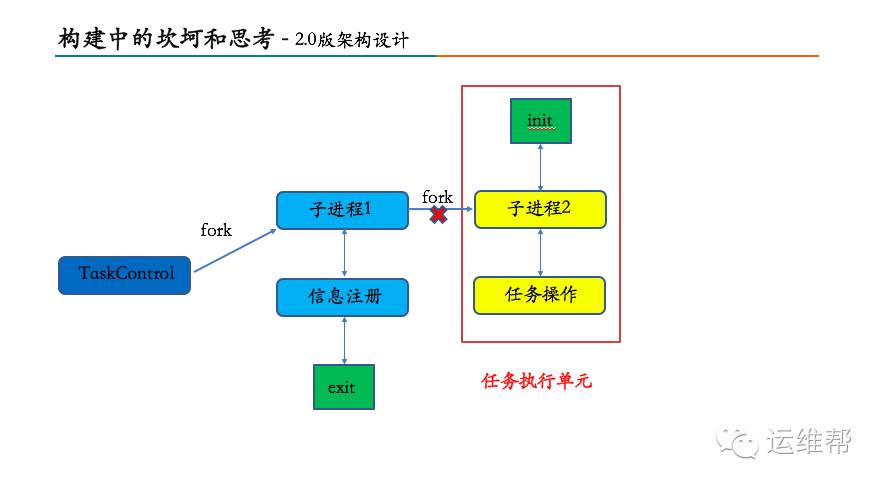 构建中的坎坷和思考 - 2.0版架构设计
init
子进程1
fork
子进程2
fork
TaskControl
信息注册
任务操作
exit
任务执行单元
运维帮